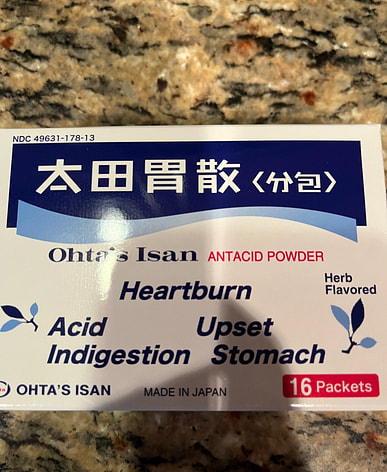 NDC 49631-178-13
太田胃散〈分包〉
Ohta's Isan ANTACID POWDER
Heartburn
Herb
Flavored
Acid
Indigestion
Upset
Stomach
OHTA'S ISAN
MADE IN JAPAN
16 Packets